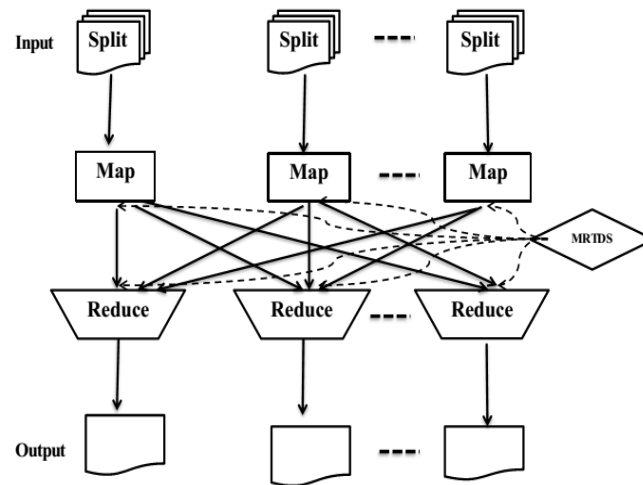 Input Split Split Split
Map Map Map
MRTDS
Reduce Reduce Reduce
Output